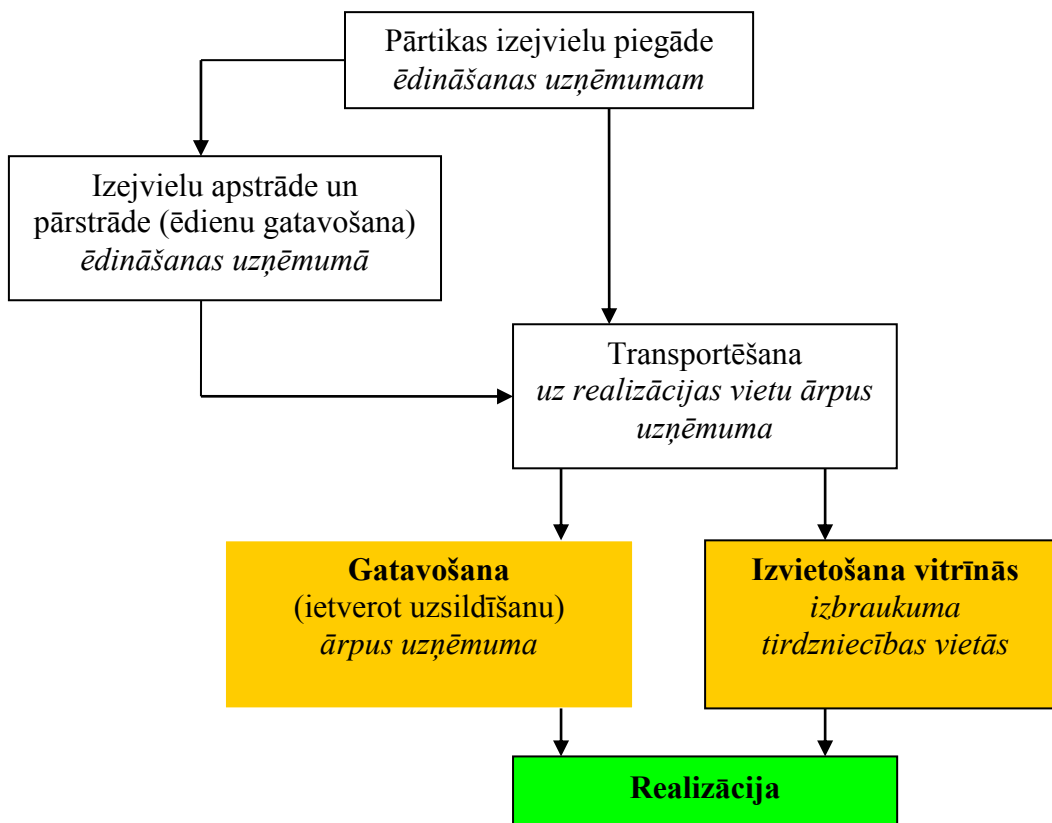 Pārtikas izejvielu piegāde
ēdināšanas uzņēmumam
Izejvielu apstrāde un
pārstrāde (ēdienu gatavošana)
ēdināšanas uzņēmumā
Transportēšana
uz realizācijas vietu ārpus
uzņēmuma
Gatavošana
(ietverot uzsildīšanu)
ārpus uzņēmuma
Izvietošana vitrīnās
izbraukuma
tirdzniecības vietās
Realizācija